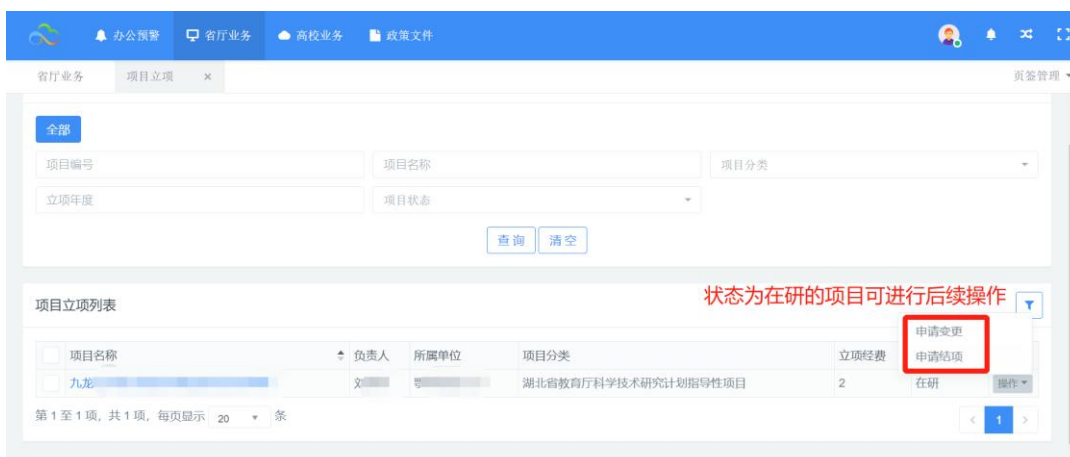 办公预警 省厅业务 高校业务 政策文件
省厅业务 项目立项 × 页签管理
全部
项目编号 项目名称 项目分类
立项年度 项目状态
查询 清空
状态为在研的项目可进行后续操作
项目立项列表
申请变更
项目名称 负责人 所属单位 项目分类 立项经费 申请结项
九龙 湖北省教育厅科学技术研究计划指导性项目 2 在研 操作
第 1 至 1 项，共 1 项，每页显示 20 条 < 1 >